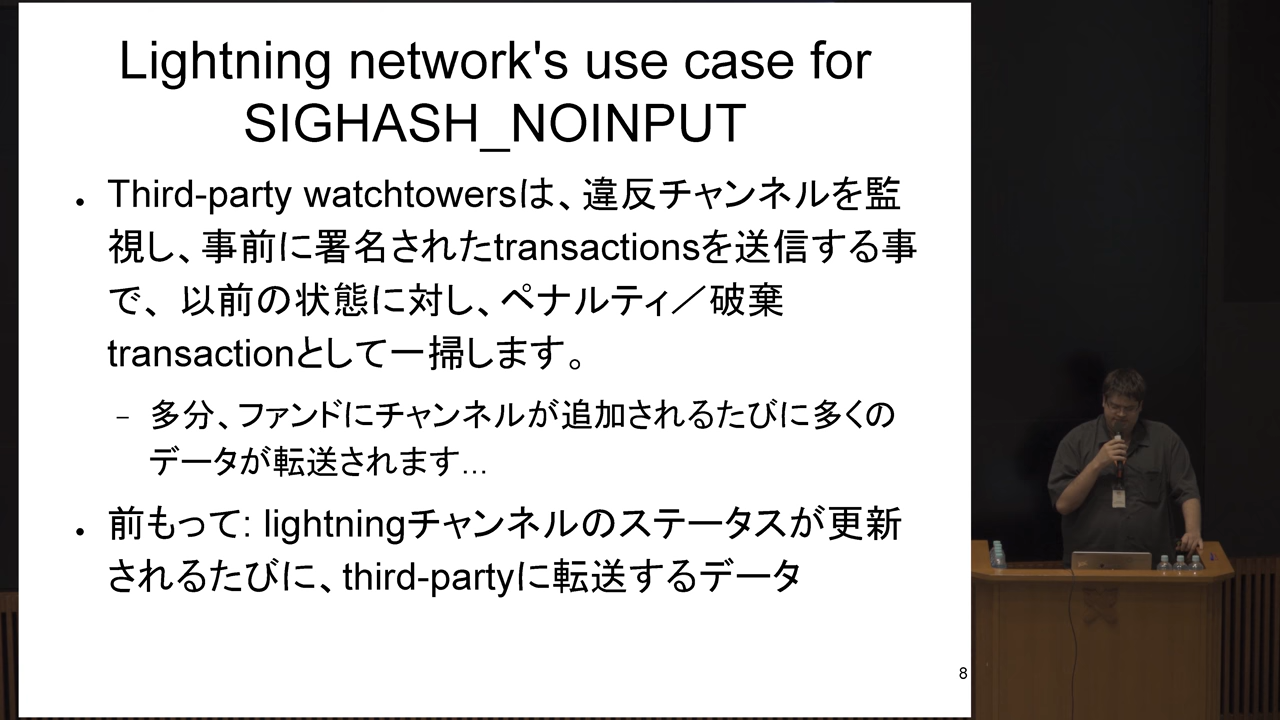 Lightning network's use case for
SIGHASH_NOINPUT
Third-party watchtowersは、違反チャンネルを監
視し、事前に署名されたtransactionsを送信する事
で、以前の状態に対し、ペナルティ／破棄
transactionとして一掃します。
– 多分、ファンドにチャンネルが追加されるたびに多くの
データが転送されます...
前もって: lightningチャンネルのステータスが更新
されるたびに、third-partyに転送するデータ
8